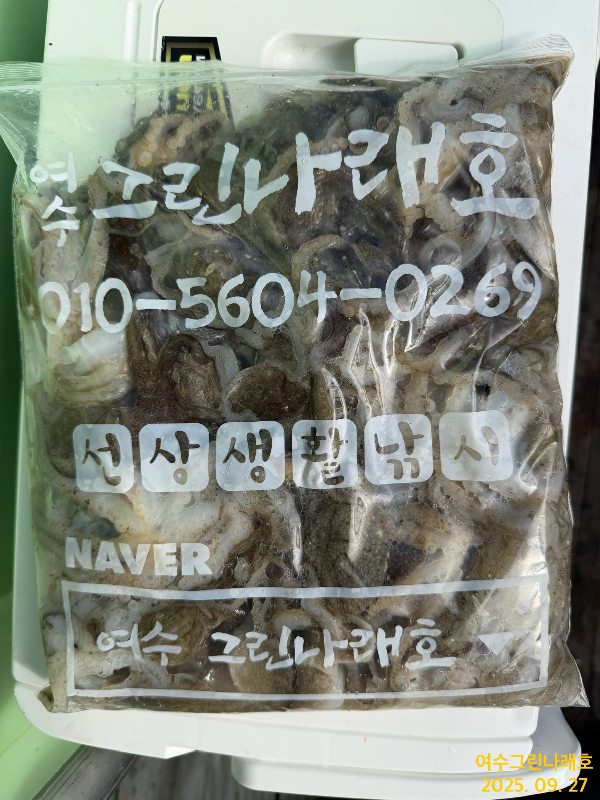 여수 그린나래호
010-5604-0269
선상생활낚시
NAVER
여수 그린나래호
여수그린나래호
2025. 09. 27